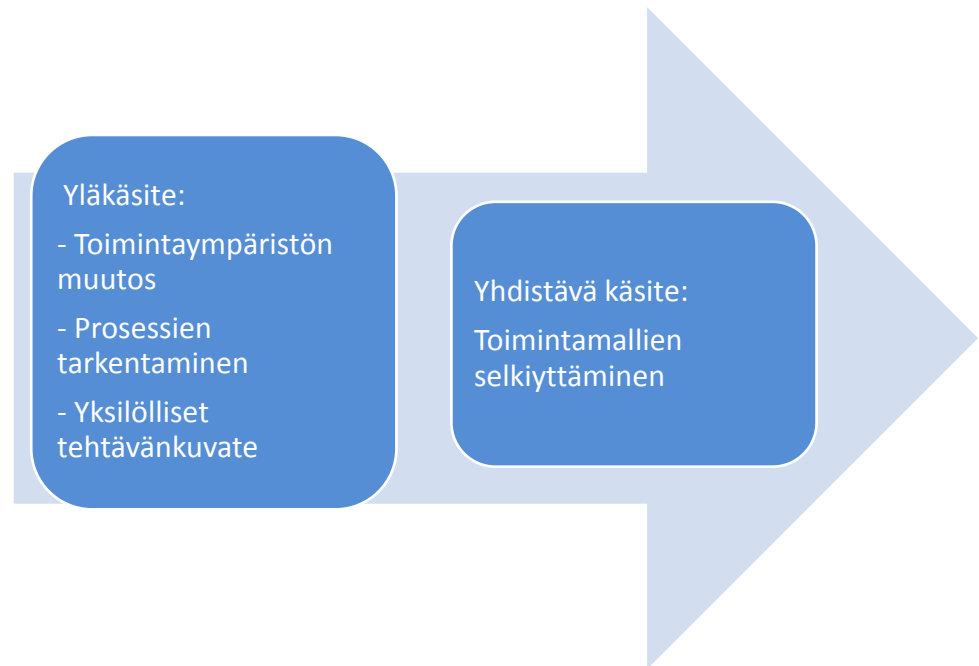 Yläkäsite:
- Toimintaympäristön
muutos
- Prosessien
tarkentaminen
- Yksilölliset
tehtävänkuvate
Yhdistävä käsite:
Toimintamallien
selkiyttäminen